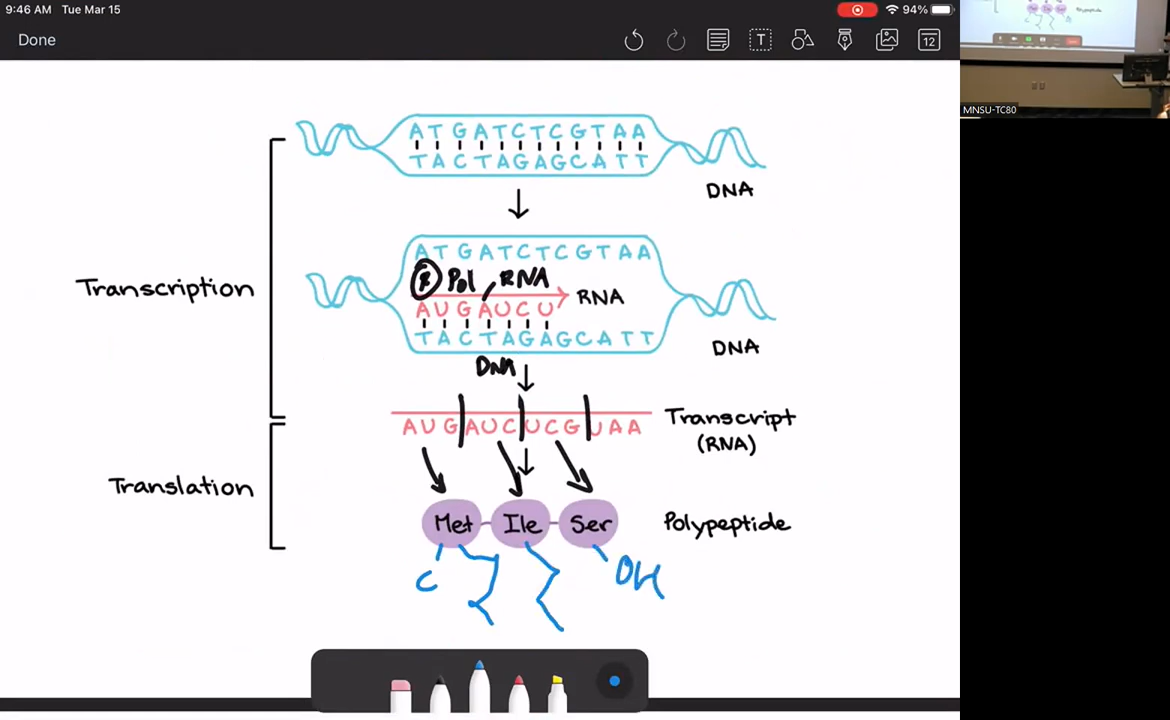 9:46 AM Tue Mar 15
94%
Done
T
12
MNSU-TC80
Polypeptide
ATGATCTCGTAA
TACTAGAGCATT
DNA
Transcription
ATGATCTCGTAA
R Pol RNA
RNA
AUGAUCU
TACTAGAGCATT
DNA
DNA
AUGAUCUCGUAA
Transcript
(RNA)
Translation
Met Ile Ser
Polypeptide
C
OH